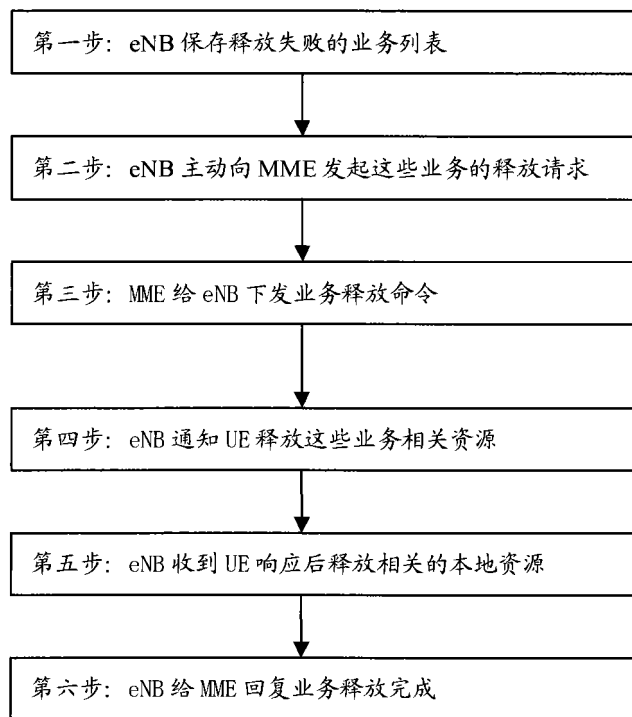 第一步: eNB 保存释放失败的业务列表
第二步: eNB 主动向 MME 发起这些业务的释放请求
第三步: MME 给 eNB 下发业务释放命令
第四步: eNB 通知 UE 释放这些业务相关资源
第五步: eNB 收到 UE 响应后释放相关的本地资源
第六步: eNB 给 MME 回复业务释放完成